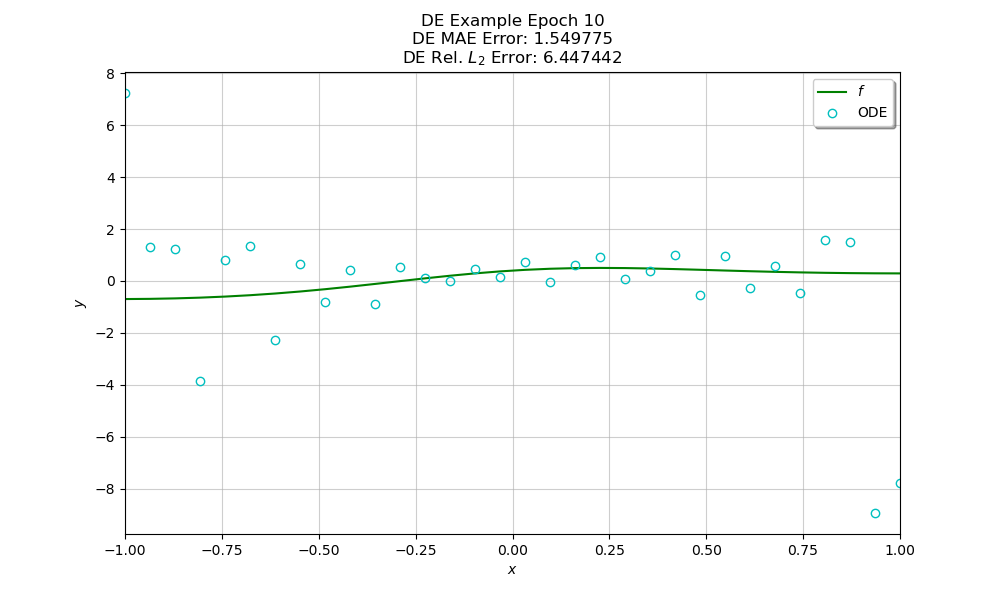 DE Example Epoch 10
DE MAE Error: 1.549775
DE Rel. L₂ Error: 6.447442
f
ODE
8
6
4
2
0
−2
−4
−6
−8
y
−1.00 −0.75 −0.50 −0.25 0.00 0.25 0.50 0.75 1.00
x